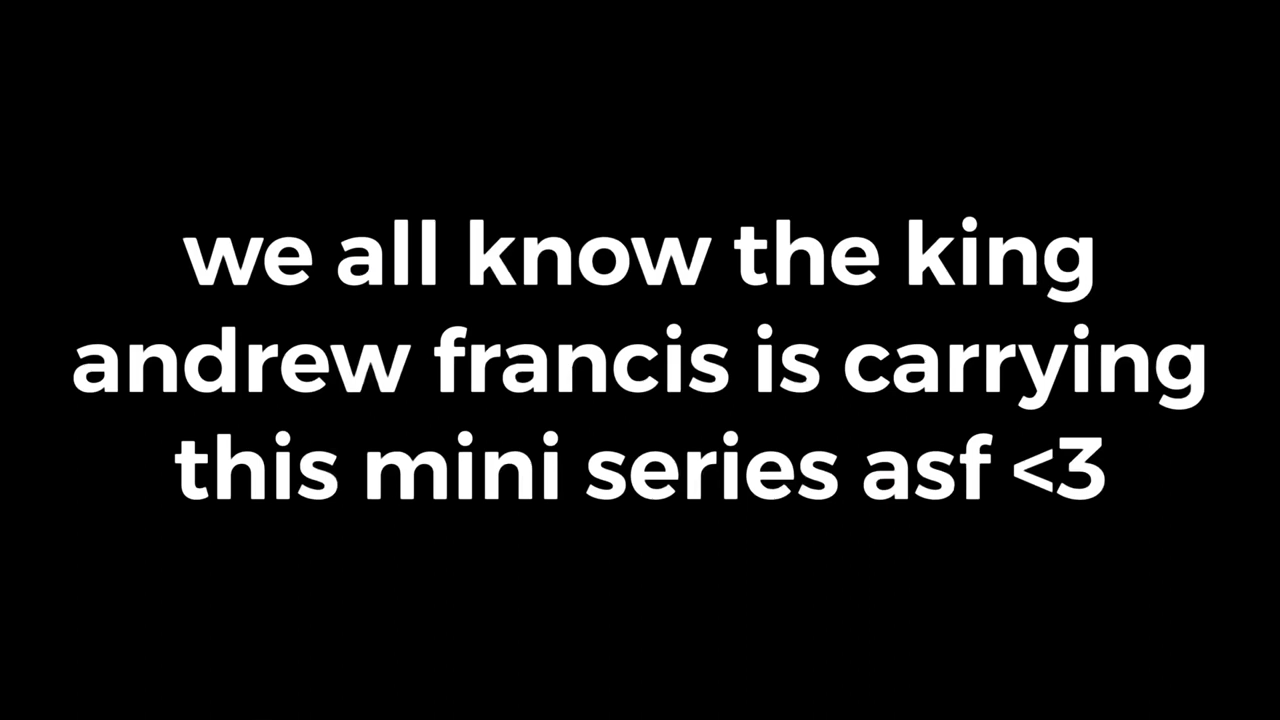 we all know the king
andrew francis is carrying
this mini series asf <3